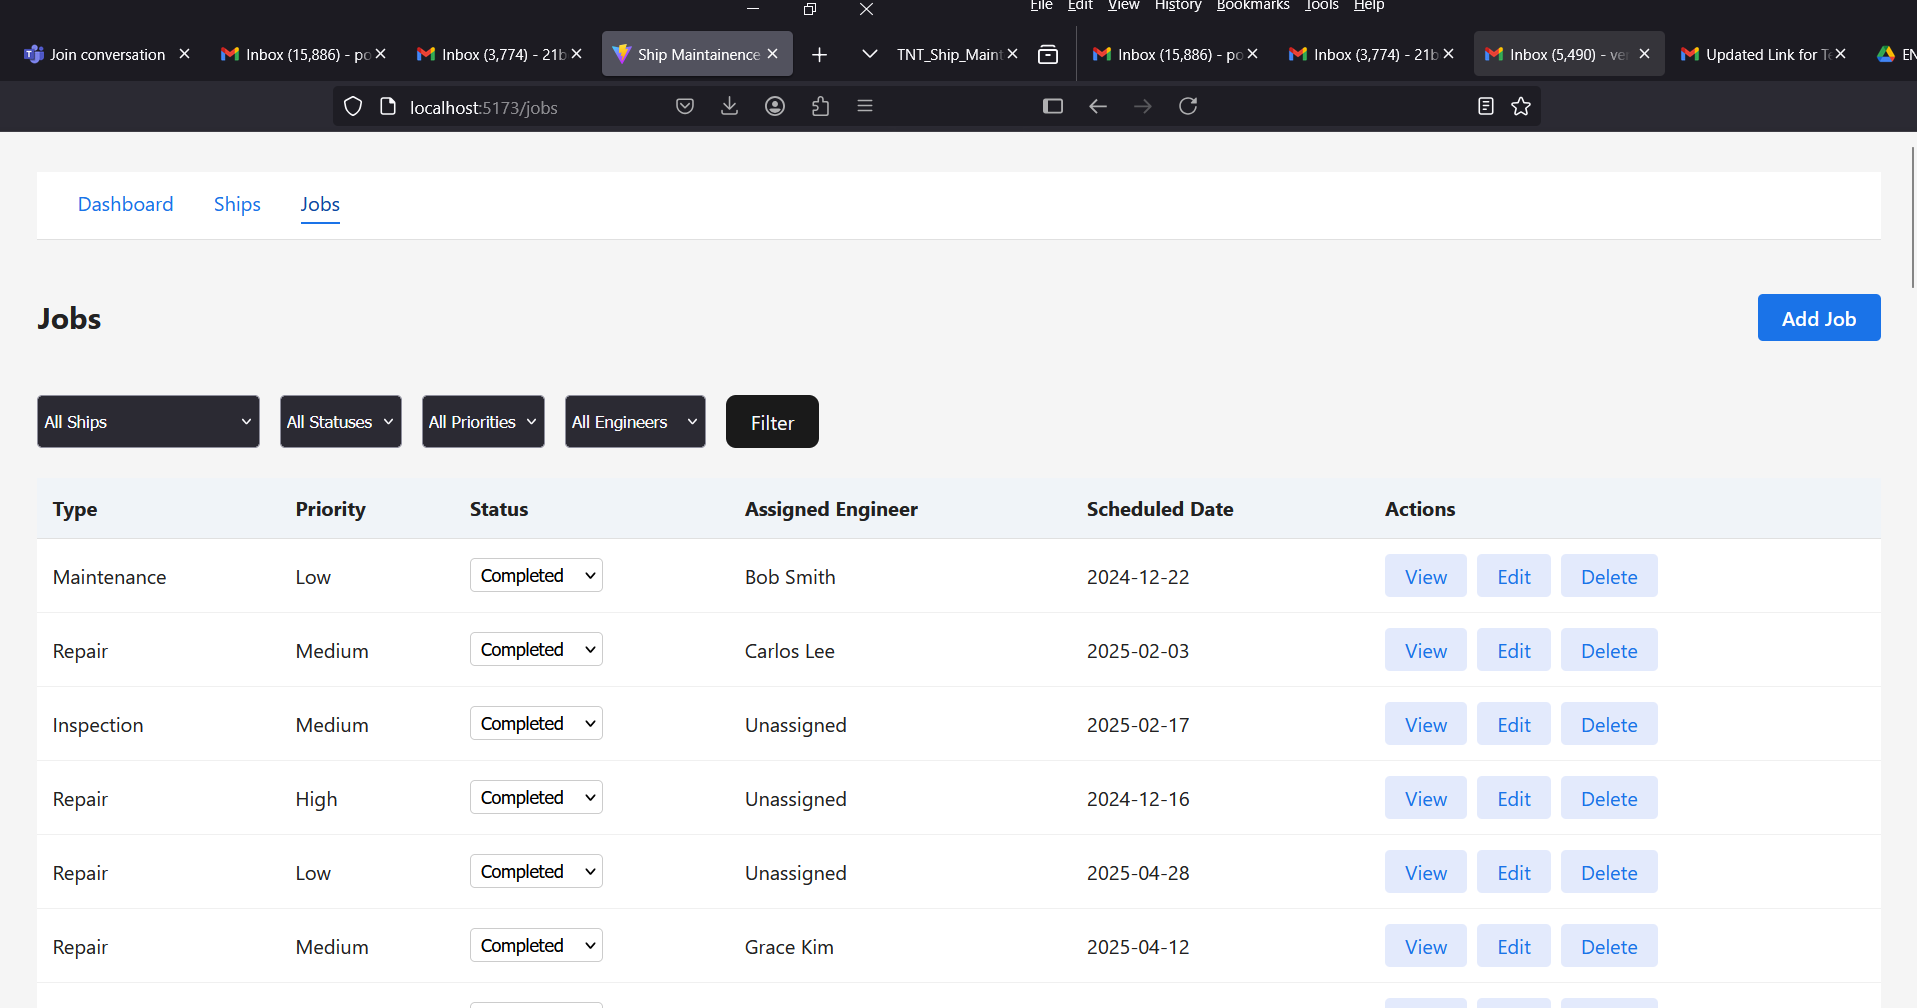 File Edit View History Bookmarks Tools Help
Join conversation
Inbox (15,886) - po
Inbox (3,774) - 21b
Ship Maintainence
TNT_Ship_Maint
Inbox (15,886) - po
Inbox (3,774) - 21b
Inbox (5,490) - ver
Updated Link for Te
EN
localhost:5173/jobs
Dashboard Ships Jobs
Jobs
Add Job
All Ships All Statuses All Priorities All Engineers Filter
Type Priority Status Assigned Engineer Scheduled Date Actions
Maintenance Low Completed Bob Smith 2024-12-22 View Edit Delete
Repair Medium Completed Carlos Lee 2025-02-03 View Edit Delete
Inspection Medium Completed Unassigned 2025-02-17 View Edit Delete
Repair High Completed Unassigned 2024-12-16 View Edit Delete
Repair Low Completed Unassigned 2025-04-28 View Edit Delete
Repair Medium Completed Grace Kim 2025-04-12 View Edit Delete